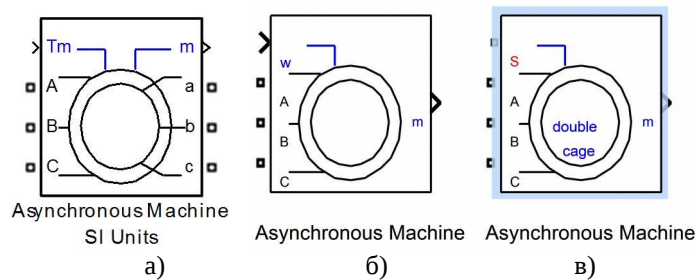 Tm m
A a
B b
C c
Asynchronous Machine
SI Units
а)
w
A
B m
C
Asynchronous Machine
б)
S
A
B double cage m
C
Asynchronous Machine
в)